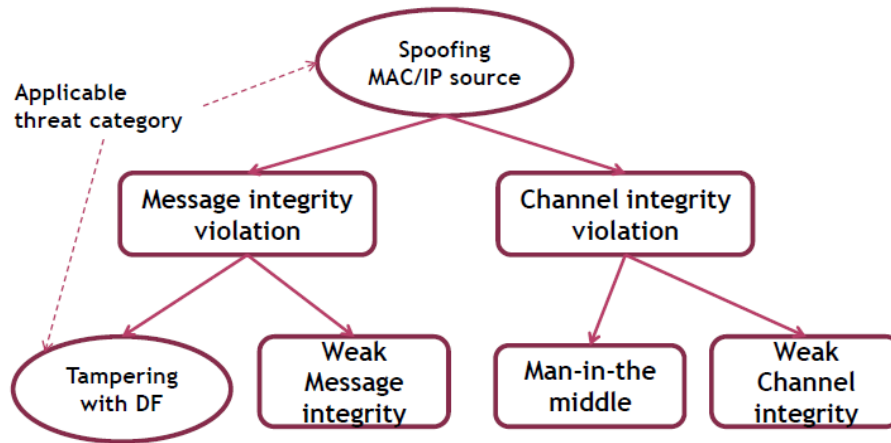 Spoofing
MAC/IP source
Applicable
threat category
Message integrity
violation
Channel integrity
violation
Tampering
with DF
Weak
Message
integrity
Man-in-the
middle
Weak
Channel
integrity